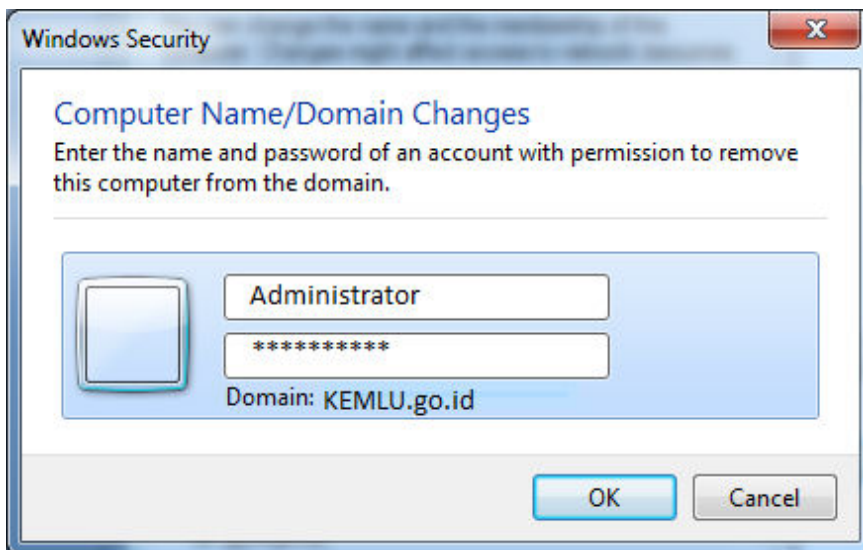 Windows Security
Computer Name/Domain Changes
Enter the name and password of an account with permission to remove
this computer from the domain.
Administrator
**********
Domain: KEMLU.go.id
OK
Cancel